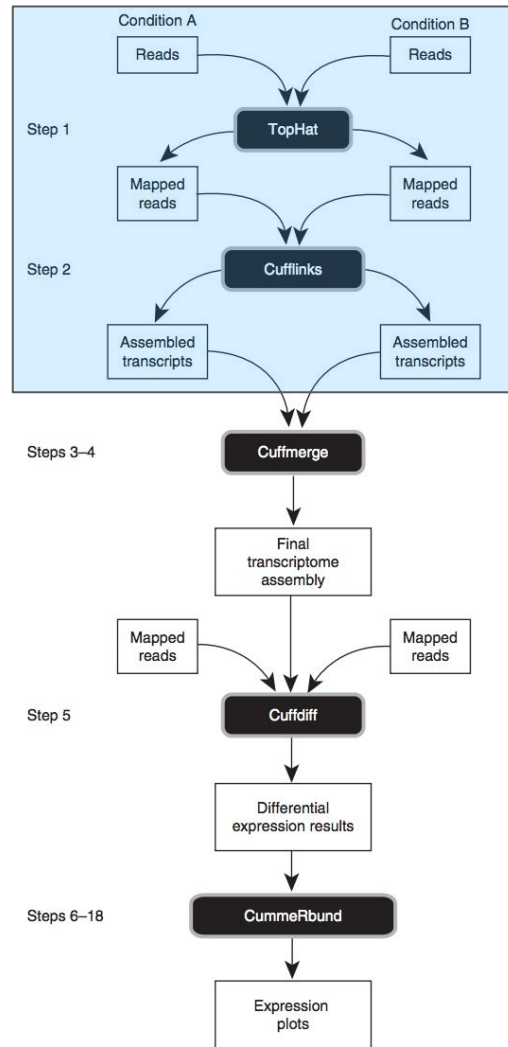 Condition A
Condition B
Reads
Reads
Step 1
TopHat
Mapped
reads
Mapped
reads
Step 2
Cufflinks
Assembled
transcripts
Assembled
transcripts
Steps 3–4
Cuffmerge
Final
transcriptome
assembly
Mapped
reads
Mapped
reads
Step 5
Cuffdiff
Differential
expression results
Steps 6–18
CummeRbund
Expression
plots